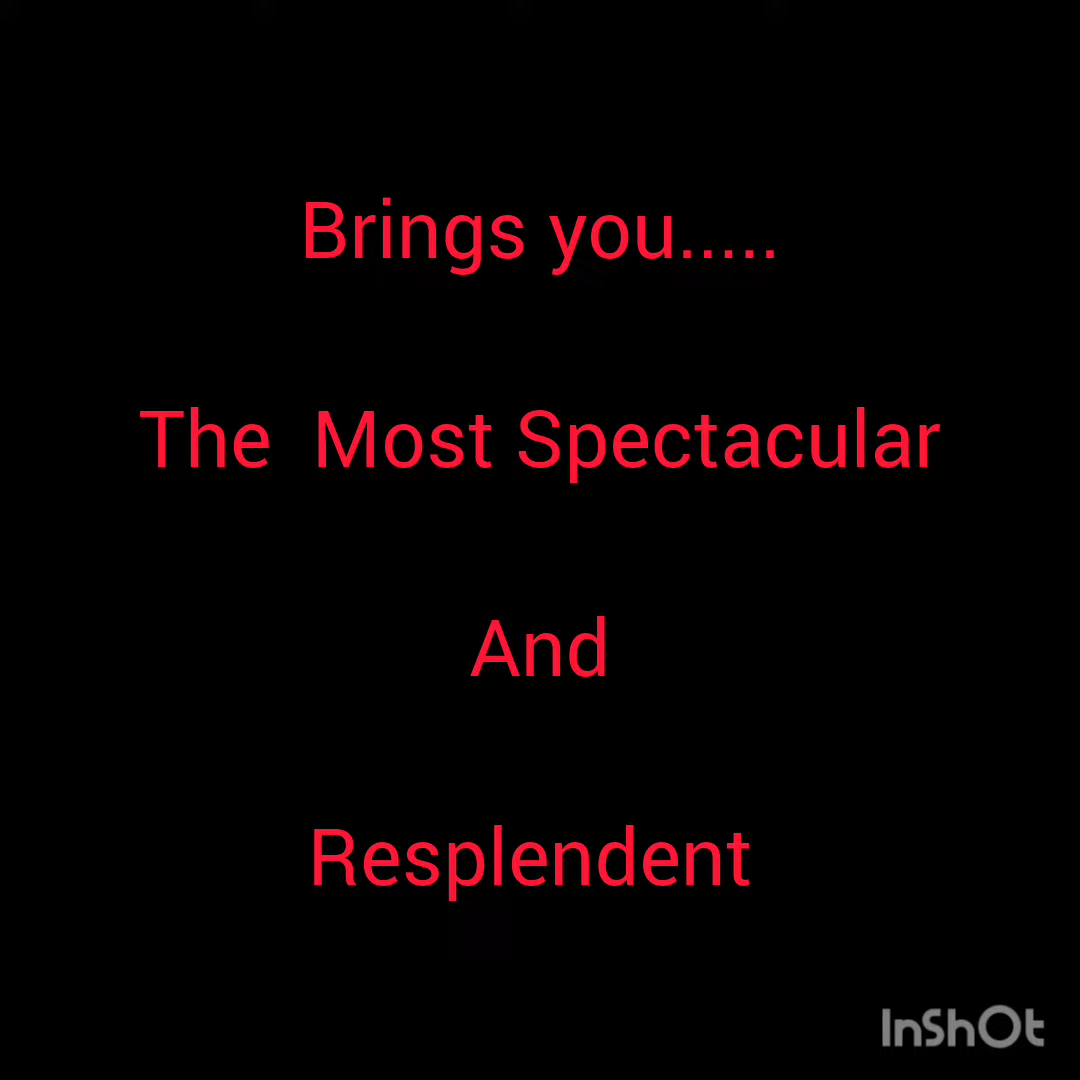 Brings you.....
The  Most Spectacular
And
Resplendent
InShOt